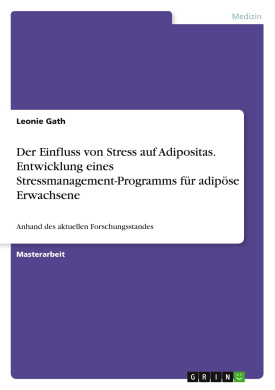 Medizin
Leonie Gath
Der Einfluss von Stress auf Adipositas.
Entwicklung eines
Stressmanagement-Programms für adipöse
Erwachsene
Anhand des aktuellen Forschungsstandes
Masterarbeit
GRIN